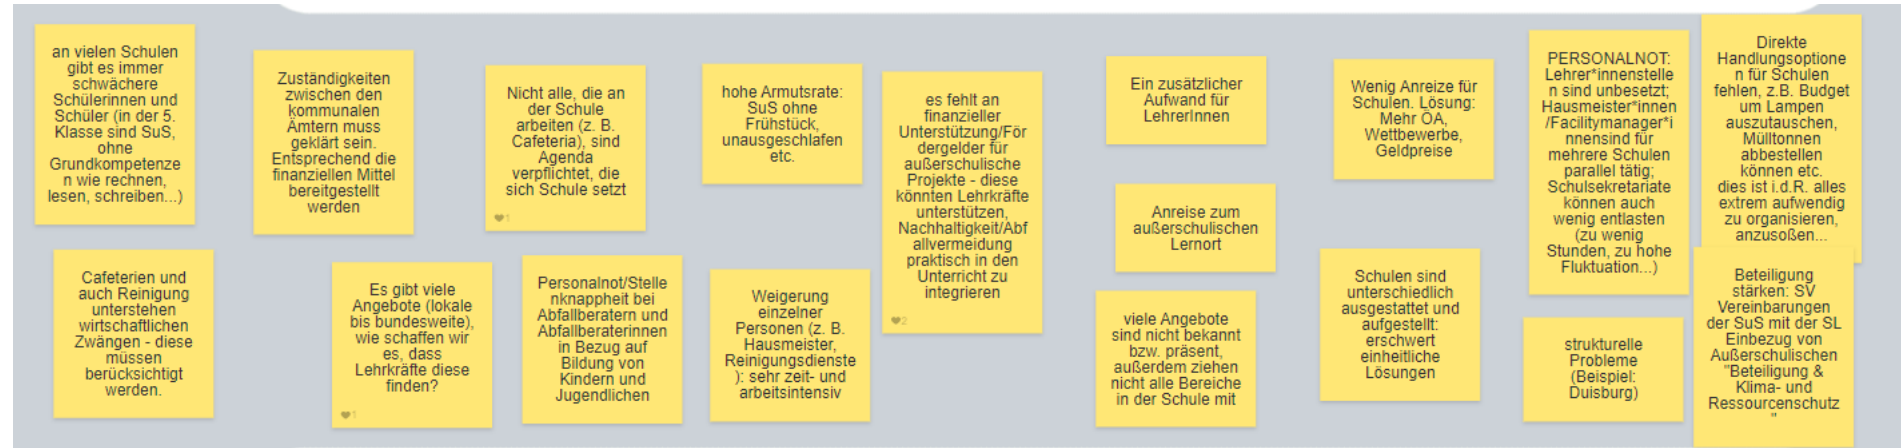 an vielen Schulen
gibt es immer
schwächere
Schülerinnen und
Schüler (in der 5.
Klasse sind SuS,
ohne
Grundkompetenze
n wie rechnen,
lesen, schreiben...)
Zuständigkeiten
zwischen den
kommunalen
Ämtern muss
geklärt sein.
Entsprechend die
finanziellen Mittel
bereitgestellt
werden
Nicht alle, die an
der Schule
arbeiten (z. B.
Cafeteria), sind
Agenda
verpflichtet, die
sich Schule setzt
1
hohe Armutsrate:
SuS ohne
Frühstück,
unausgeschlafen
etc.
es fehlt an
finanzieller
Unterstützung/För
dergelder für
außerschulische
Projekte - diese
könnten Lehrkräfte
unterstützen,
Nachhaltigkeit/Abf
allvermeidung
praktisch in den
Unterricht zu
integrieren
2
Ein zusätzlicher
Aufwand für
LehrerInnen
Anreise zum
außerschulischen
Lernort
Wenig Anreize für
Schulen. Lösung:
Mehr ÖA,
Wettbewerbe,
Geldpreise
PERSONALNOT:
Lehrer*innenstelle
n sind unbesetzt;
Hausmeister*innen
/Facilitymanager*i
nnensind für
mehrere Schulen
parallel tätig;
Schulsekretariate
können auch
wenig entlasten
(zu wenig
Stunden, zu hohe
Fluktuation...)
Direkte
Handlungsoptione
n für Schulen
fehlen, z.B. Budget
um Lampen
auszutauschen,
Mülltonnen
abbestellen
können etc.
dies ist i.d.R. alles
extrem aufwendig
zu organisieren,
anzusoßen...
Cafeterien und
auch Reinigung
unterstehen
wirtschaftlichen
Zwängen - diese
müssen
berücksichtigt
werden.
Es gibt viele
Angebote (lokale
bis bundesweite),
wie schaffen wir
es, dass
Lehrkräfte diese
finden?
1
Personalnot/Stelle
nknappheit bei
Abfallberatern und
Abfallberaterinnen
in Bezug auf
Bildung von
Kindern und
Jugendlichen
Weigerung
einzelner
Personen (z. B.
Hausmeister,
Reinigungsdienste
): sehr zeit- und
arbeitsintensiv
viele Angebote
sind nicht bekannt
bzw. präsent,
außerdem ziehen
nicht alle Bereiche
in der Schule mit
Schulen sind
unterschiedlich
ausgestattet und
aufgestellt:
erschwert
einheitliche
Lösungen
strukturelle
Probleme
(Beispiel:
Duisburg)
Beteiligung
stärken: SV
Vereinbarungen
der SuS mit der SL
Einbezug von
Außerschulischen
"Beteiligung &
Klima- und
Ressourcenschutz
"